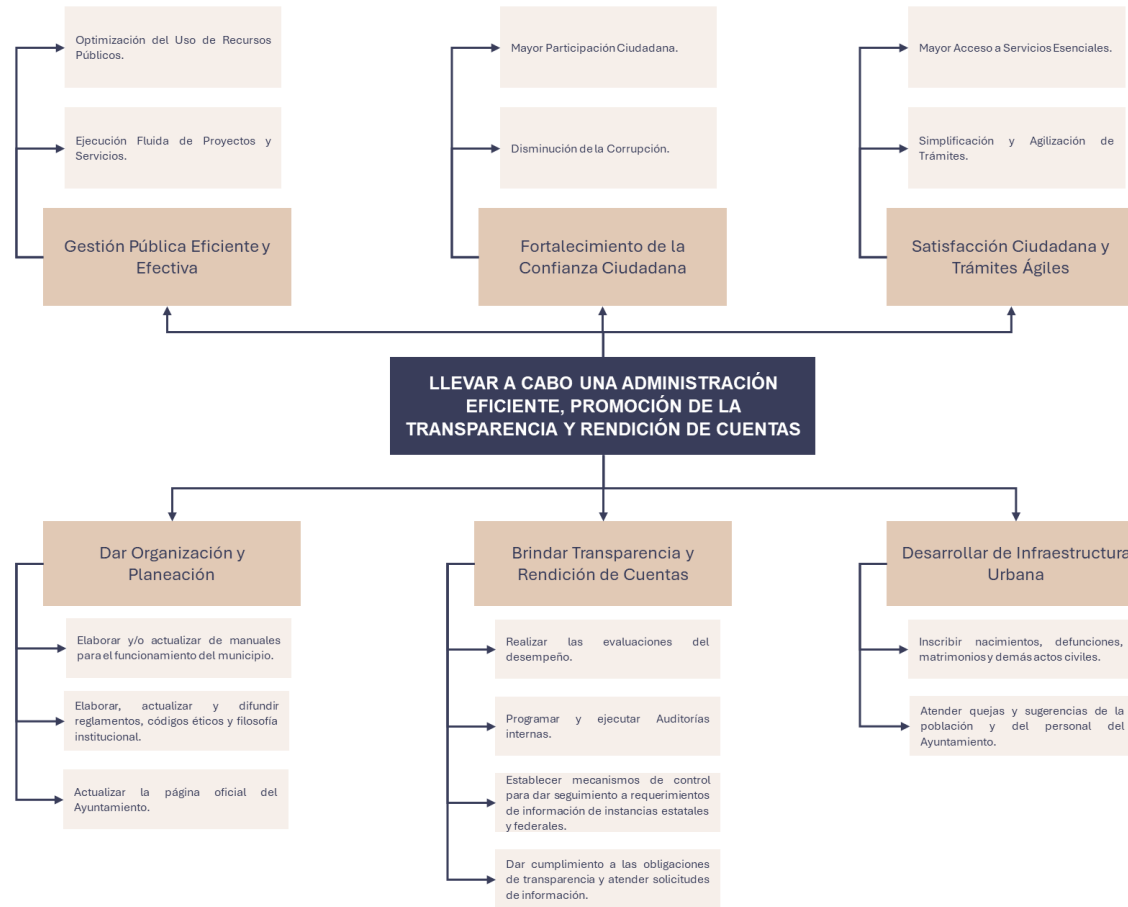 Optimización del Uso de Recursos
Públicos.
Mayor Participación Ciudadana.
Mayor Acceso a Servicios Esenciales.
Ejecución Fluida de Proyectos y
Servicios.
Disminución de la Corrupción.
Simplificación y Agilización de
Trámites.
Gestión Pública Eficiente y
Efectiva
Fortalecimiento de la
Confianza Ciudadana
Satisfacción Ciudadana y
Trámites Ágiles
LLEVAR A CABO UNA ADMINISTRACIÓN
EFICIENTE, PROMOCIÓN DE LA
TRANSPARENCIA Y RENDICIÓN DE CUENTAS
Dar Organización y
Planeación
Brindar Transparencia y
Rendición de Cuentas
Desarrollar de Infraestructura
Urbana
Elaborar y/o actualizar de manuales
para el funcionamiento del municipio.
Elaborar, actualizar y difundir
reglamentos, códigos éticos y filosofía
institucional.
Actualizar la página oficial del
Ayuntamiento.
Realizar las evaluaciones del
desempeño.
Programar y ejecutar Auditorías
internas.
Establecer mecanismos de control
para dar seguimiento a requerimientos
de información de instancias estatales
y federales.
Dar cumplimiento a las obligaciones
de transparencia y atender solicitudes
de información.
Inscribir nacimientos, defunciones,
matrimonios y demás actos civiles.
Atender quejas y sugerencias de la
población y del personal del
Ayuntamiento.